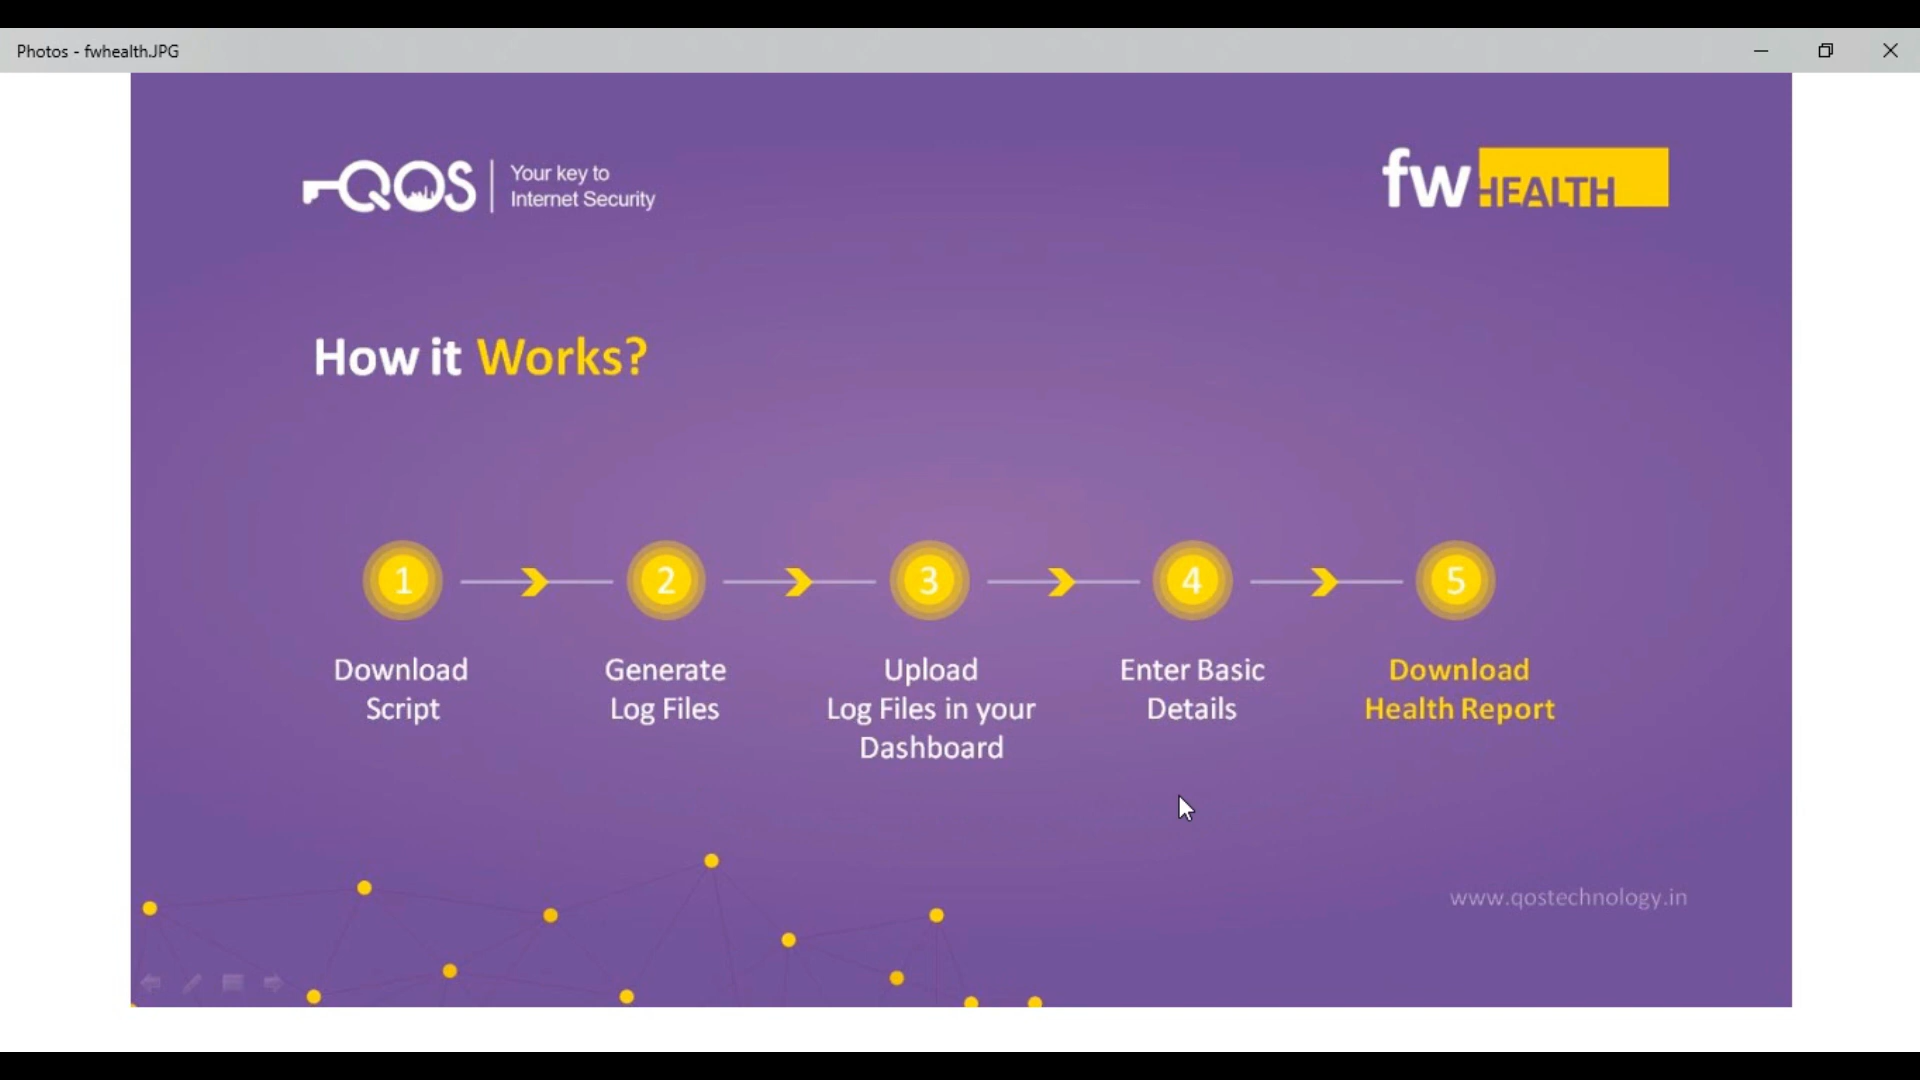 Photos - fwhealth.JPG
QOS
Your key to
Internet Security
fw HEALTH
How it Works?
1
2
3
4
5
Download
Script
Generate
Log Files
Upload
Log Files in your
Dashboard
Enter Basic
Details
Download
Health Report
www.qostechnology.in